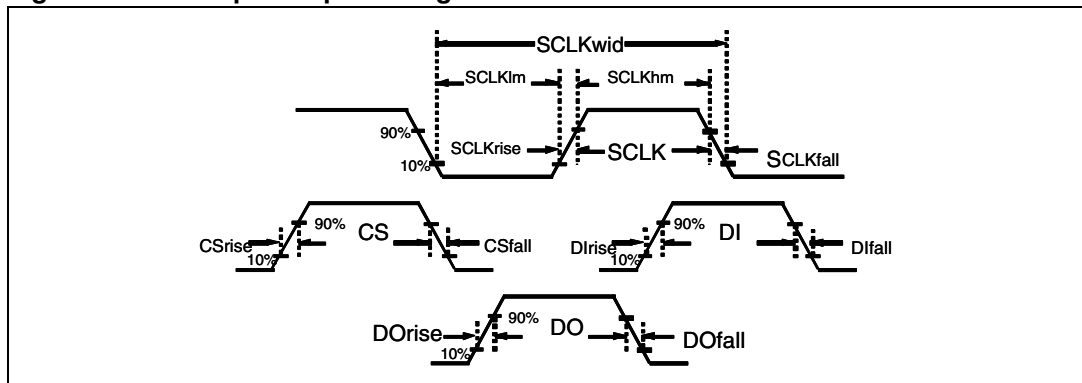 SCLKwid
SCLKlm SCLKhm
90%
SCLKrise SCLK SCLKfall
10%
CSrise 90% CS CSfall DIrise 90% DI DIfall
10% 10%
DOrise 90% DO DOfall
10%